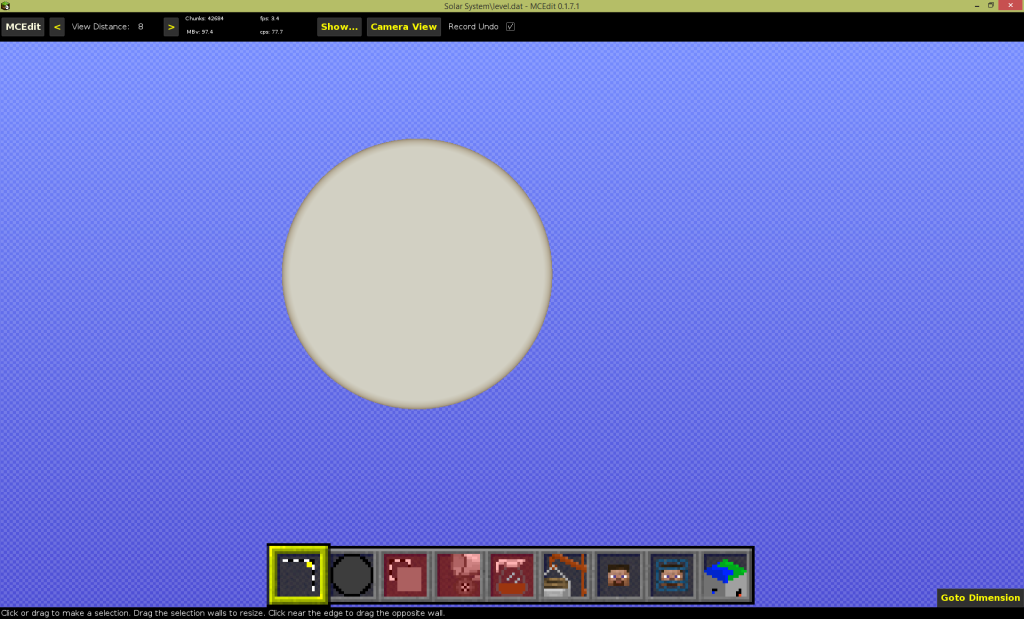 Solar System\level.dat - MCEdit 0.1.7.1
MCEdit < View Distance: 8 > Chunks: 42684 fps: 3.4 Show... Camera View Record Undo
MBv: 97.4 cps: 77.7
Goto Dimension
Click or drag to make a selection. Drag the selection walls to resize. Click near the edge to drag the opposite wall.